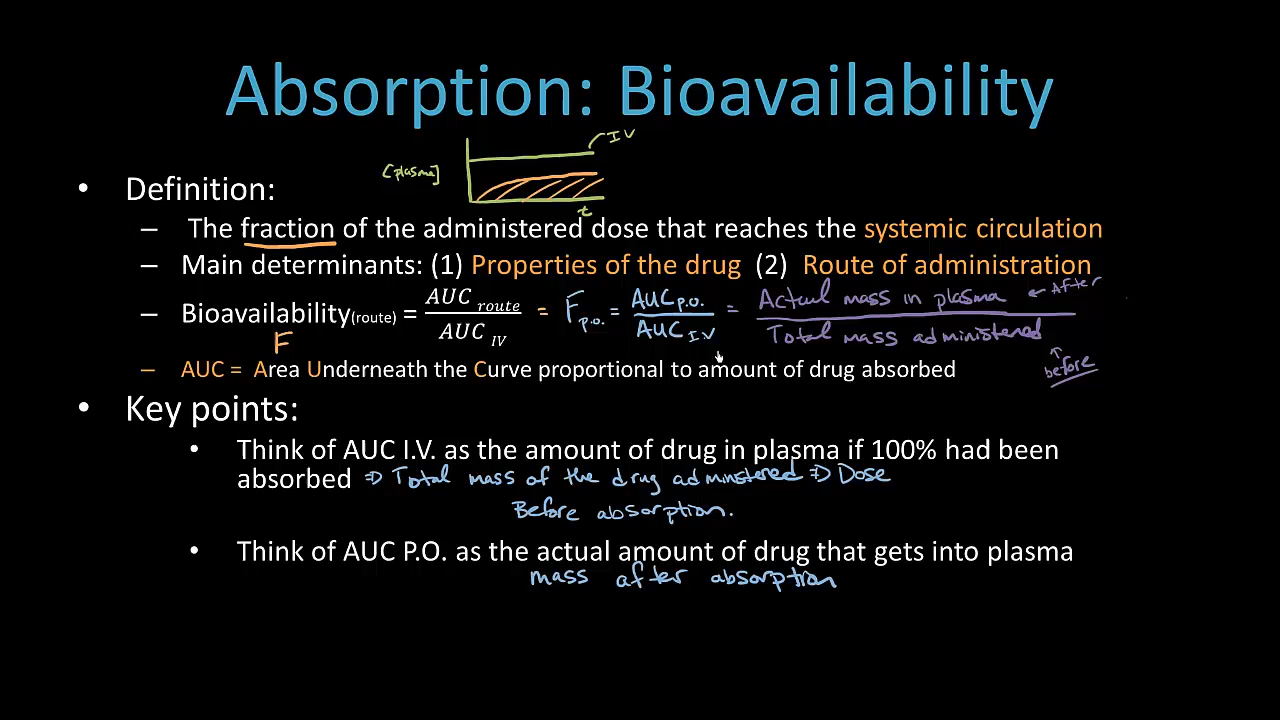 Absorption: Bioavailability
IV
[plasma]
t
• Definition:
– The fraction of the administered dose that reaches the systemic circulation
– Main determinants: (1) Properties of the drug (2) Route of administration
– Bioavailability(route) = AUC route / AUC IV = F p.o. = AUC P.O. / AUC I.V = Actual mass in plasma ← After / Total mass administered
F
↑ before
– AUC = Area Underneath the Curve proportional to amount of drug absorbed
• Key points:
• Think of AUC I.V. as the amount of drug in plasma if 100% had been
absorbed ⇒ Total mass of the drug adminstered ⇒ Dose
Before absorption.
• Think of AUC P.O. as the actual amount of drug that gets into plasma
mass after absorption